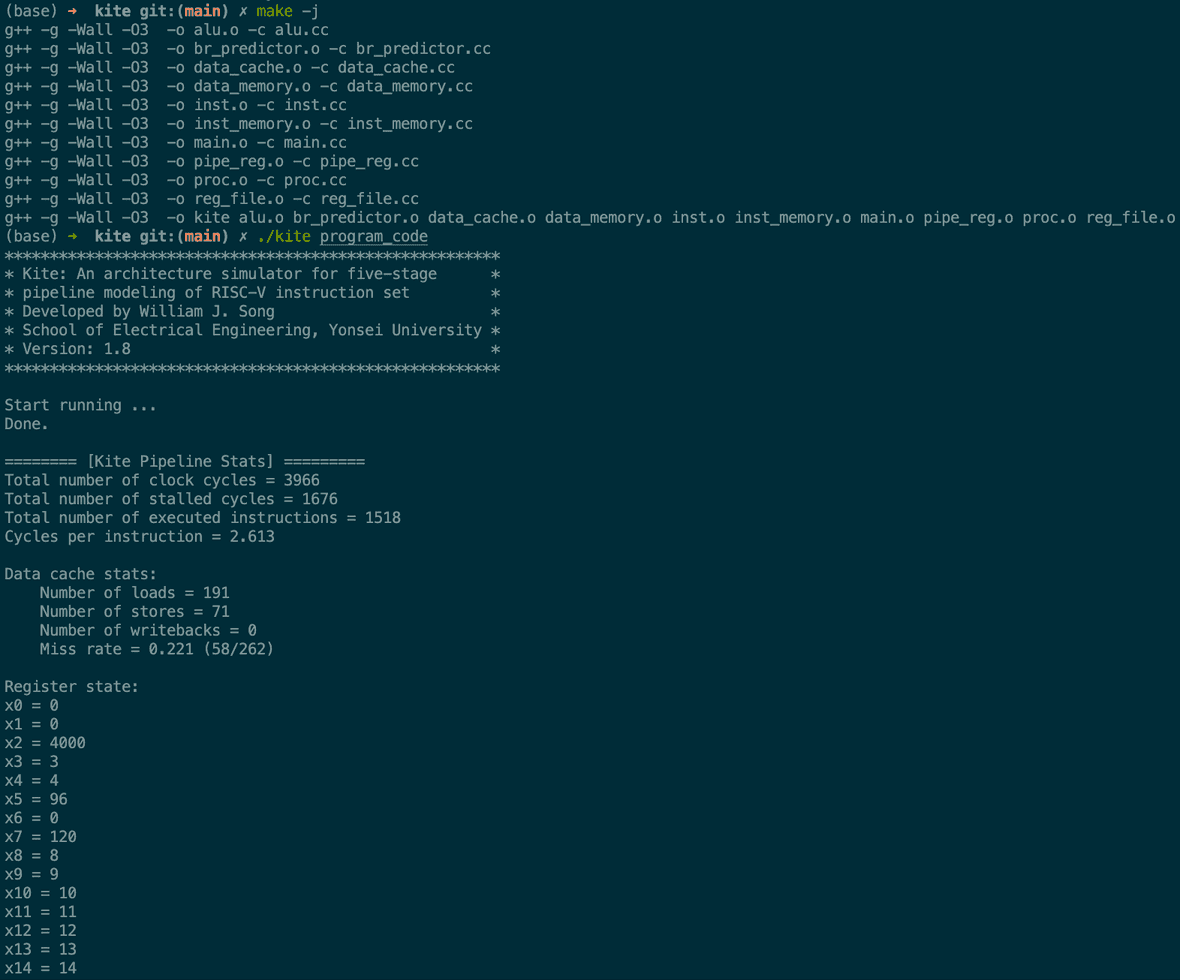 (base) → kite git:(main) ✗ make -j
g++ -g -Wall -O3  -o alu.o -c alu.cc
g++ -g -Wall -O3  -o br_predictor.o -c br_predictor.cc
g++ -g -Wall -O3  -o data_cache.o -c data_cache.cc
g++ -g -Wall -O3  -o data_memory.o -c data_memory.cc
g++ -g -Wall -O3  -o inst.o -c inst.cc
g++ -g -Wall -O3  -o inst_memory.o -c inst_memory.cc
g++ -g -Wall -O3  -o main.o -c main.cc
g++ -g -Wall -O3  -o pipe_reg.o -c pipe_reg.cc
g++ -g -Wall -O3  -o proc.o -c proc.cc
g++ -g -Wall -O3  -o reg_file.o -c reg_file.cc
g++ -g -Wall -O3  -o kite alu.o br_predictor.o data_cache.o data_memory.o inst.o inst_memory.o main.o pipe_reg.o proc.o reg_file.o
(base) → kite git:(main) ✗ ./kite program_code
*******************************************************
* Kite: An architecture simulator for five-stage      *
* pipeline modeling of RISC-V instruction set         *
* Developed by William J. Song                        *
* School of Electrical Engineering, Yonsei University *
* Version: 1.8                                        *
*******************************************************
Start running ...
Done.
======== [Kite Pipeline Stats] =========
Total number of clock cycles = 3966
Total number of stalled cycles = 1676
Total number of executed instructions = 1518
Cycles per instruction = 2.613
Data cache stats:
    Number of loads = 191
    Number of stores = 71
    Number of writebacks = 0
    Miss rate = 0.221 (58/262)
Register state:
x0 = 0
x1 = 0
x2 = 4000
x3 = 3
x4 = 4
x5 = 96
x6 = 0
x7 = 120
x8 = 8
x9 = 9
x10 = 10
x11 = 11
x12 = 12
x13 = 13
x14 = 14